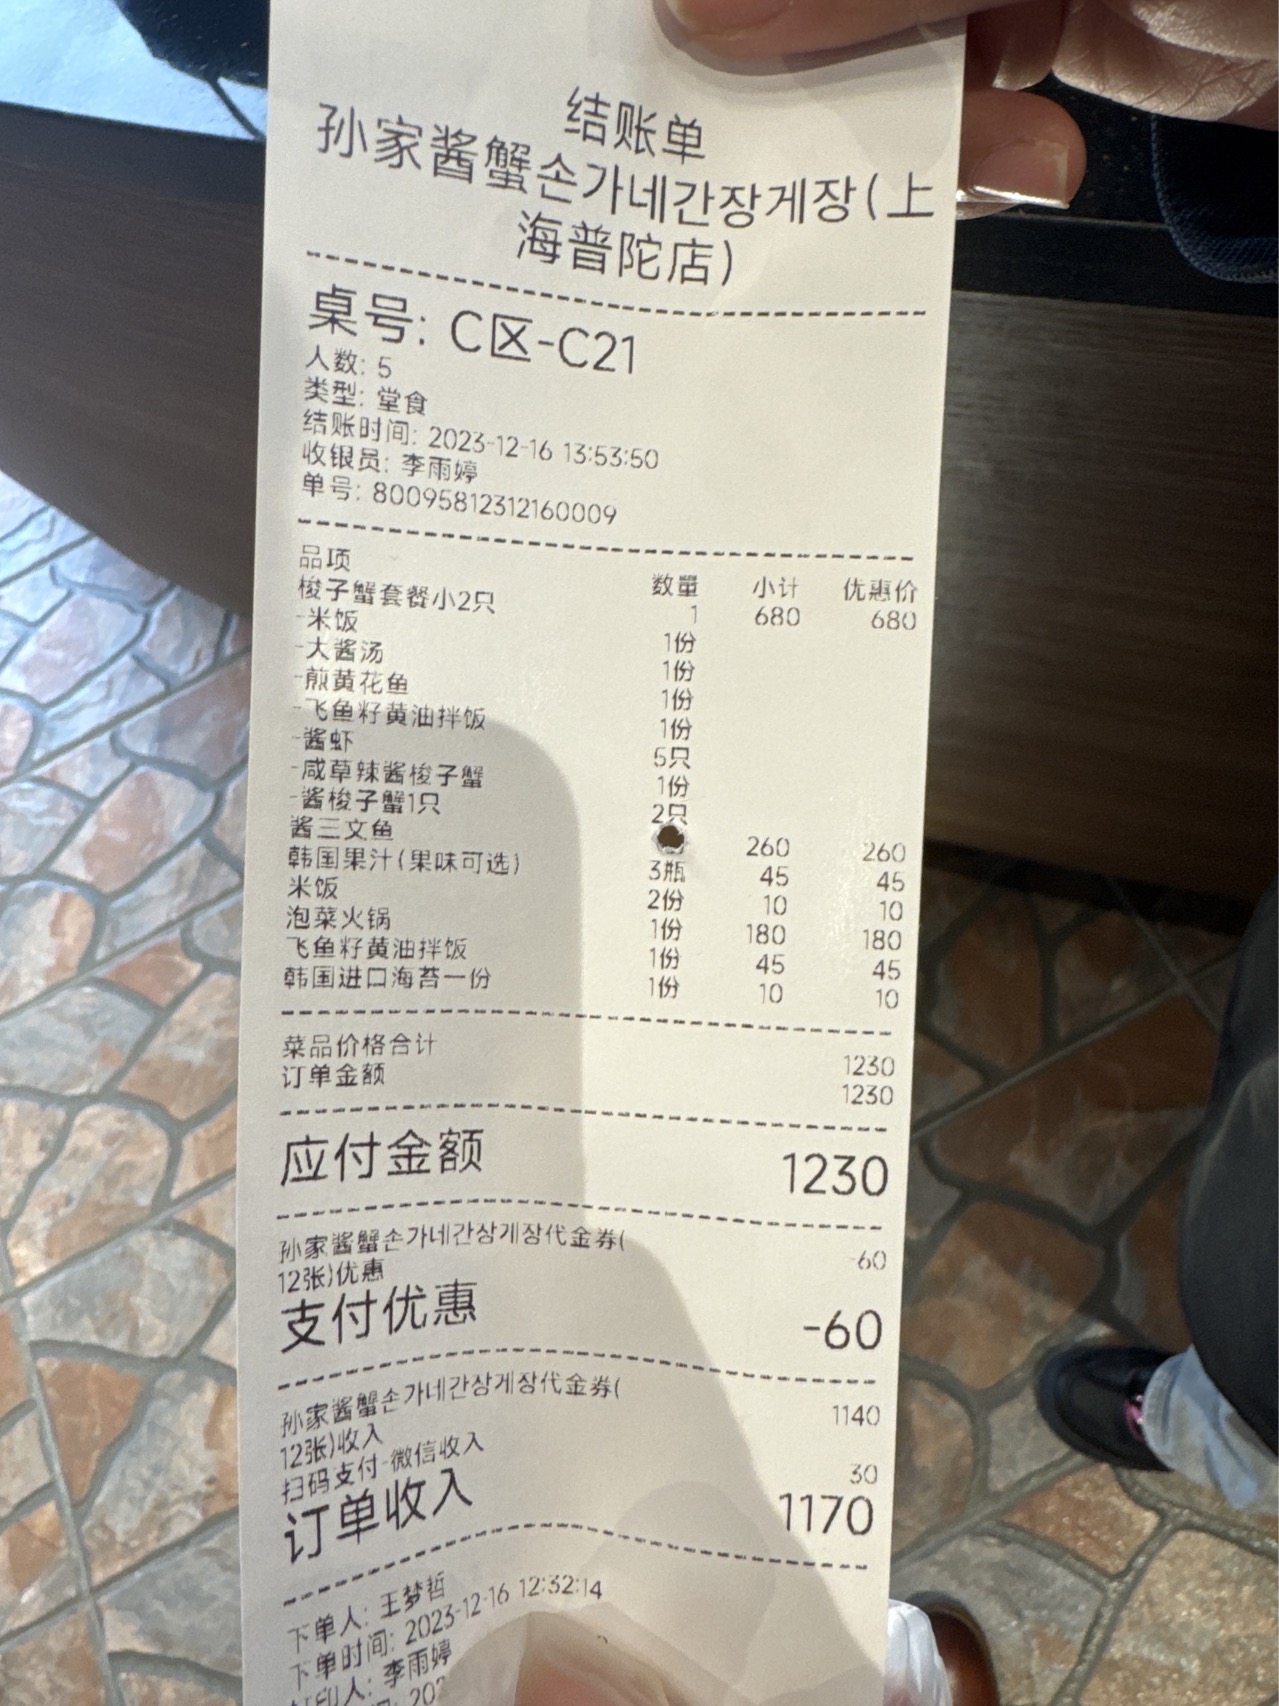 结账单
孙家酱蟹손가네간장게장(上
海普陀店)
桌号: C区-C21
人数: 5
类型: 堂食
结账时间: 2023-12-16 13:53:50
收银员: 李雨婷
单号: 80095812312160009
品项 数量 小计 优惠价
梭子蟹套餐小2只 1 680 680
-米饭 1份
-大酱汤 1份
-煎黄花鱼 1份
-飞鱼籽黄油拌饭 1份
-酱虾 5只
-咸草辣酱梭子蟹 1份
-酱梭子蟹1只 2只
酱三文鱼 260 260
韩国果汁(果味可选) 3瓶 45 45
米饭 2份 10 10
泡菜火锅 1份 180 180
飞鱼籽黄油拌饭 1份 45 45
韩国进口海苔一份 1份 10 10
菜品价格合计 1230
订单金额 1230
应付金额 1230
孙家酱蟹손가네간장게장代金券( -60
12张)优惠
支付优惠 -60
孙家酱蟹손가네간장게장代金券( 1140
12张)收入
扫码支付-微信收入 30
订单收入 1170
下单人: 王梦哲
下单时间: 2023-12-16 12:32:14
打印人: 李雨婷